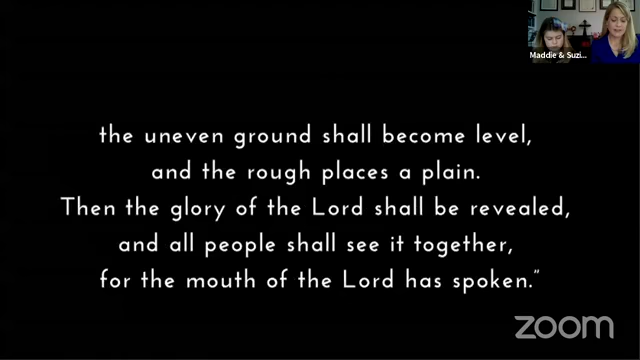 Maddie & Suzi...
the uneven ground shall become level,
and the rough places a plain.
Then the glory of the Lord shall be revealed,
and all people shall see it together,
for the mouth of the Lord has spoken."
zoom